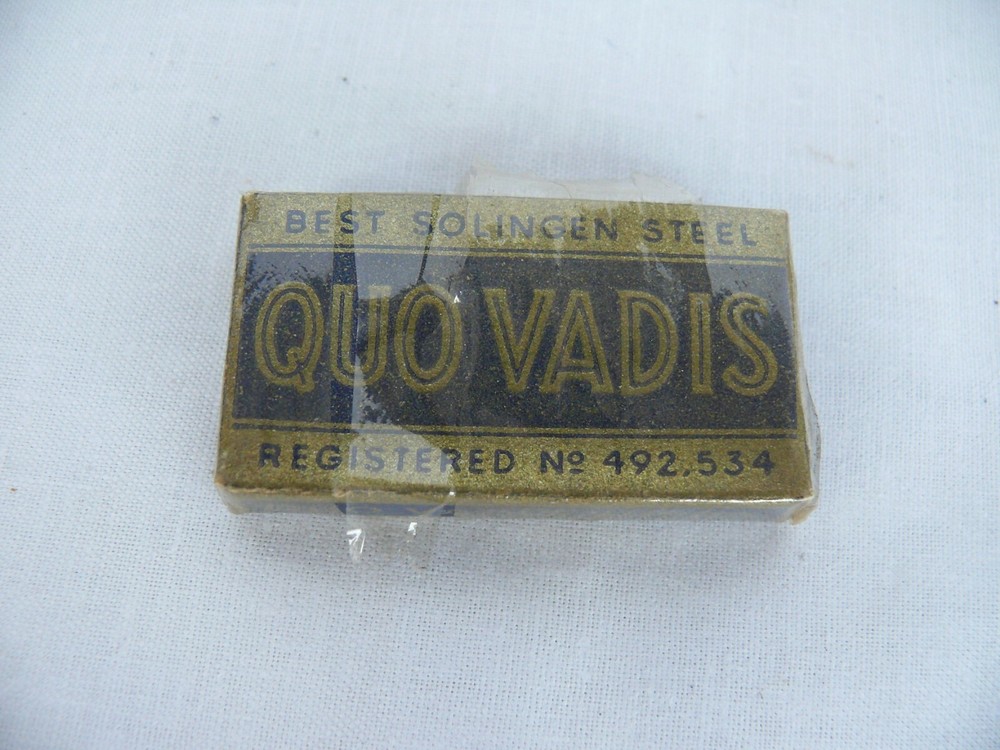 BEST SOLINGEN STEEL
QUO VADIS
REGISTERED Nº 492.534